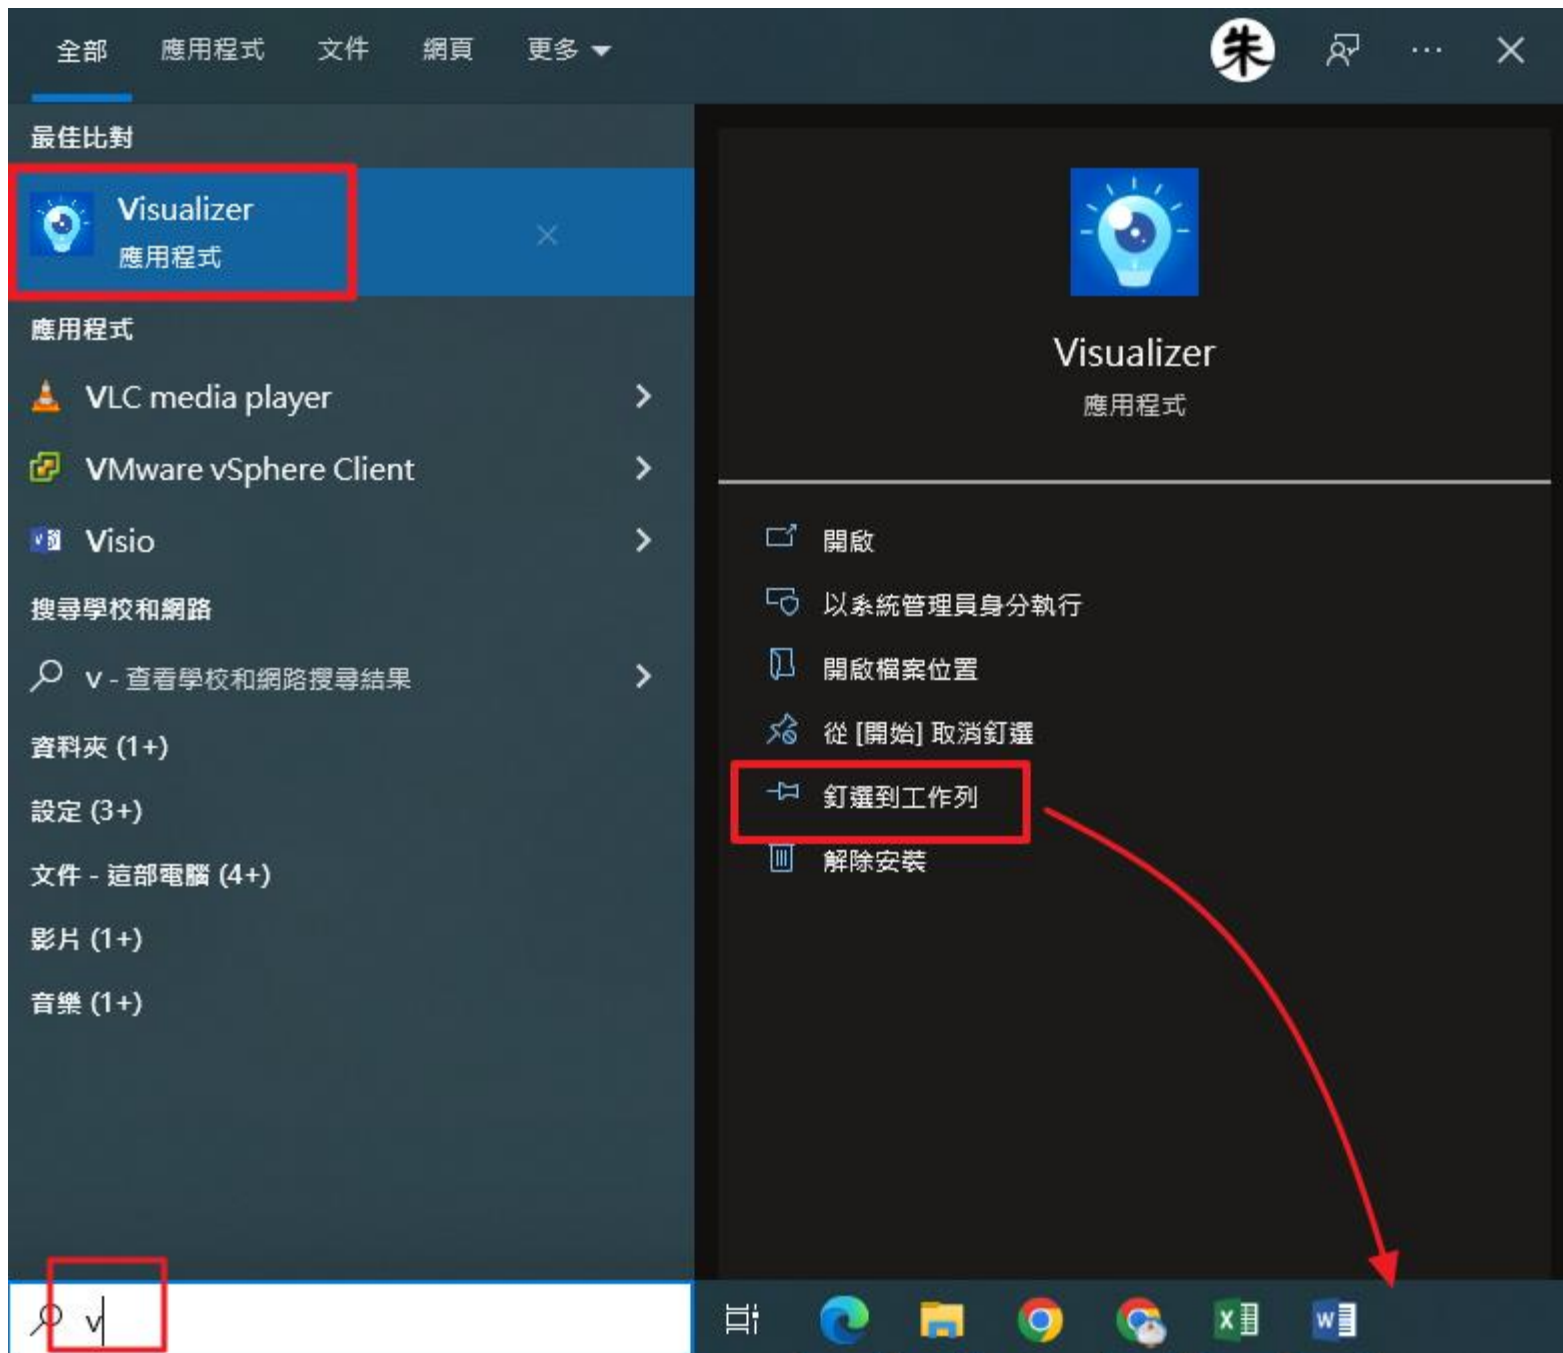 全部 應用程式 文件 網頁 更多
朱
最佳比對
Visualizer
應用程式
應用程式
VLC media player
VMware vSphere Client
Visio
搜尋學校和網路
v - 查看學校和網路搜尋結果
資料夾 (1+)
設定 (3+)
文件 - 這部電腦 (4+)
影片 (1+)
音樂 (1+)
v
Visualizer
應用程式
開啟
以系統管理員身分執行
開啟檔案位置
從 [開始] 取消釘選
釘選到工作列
解除安裝